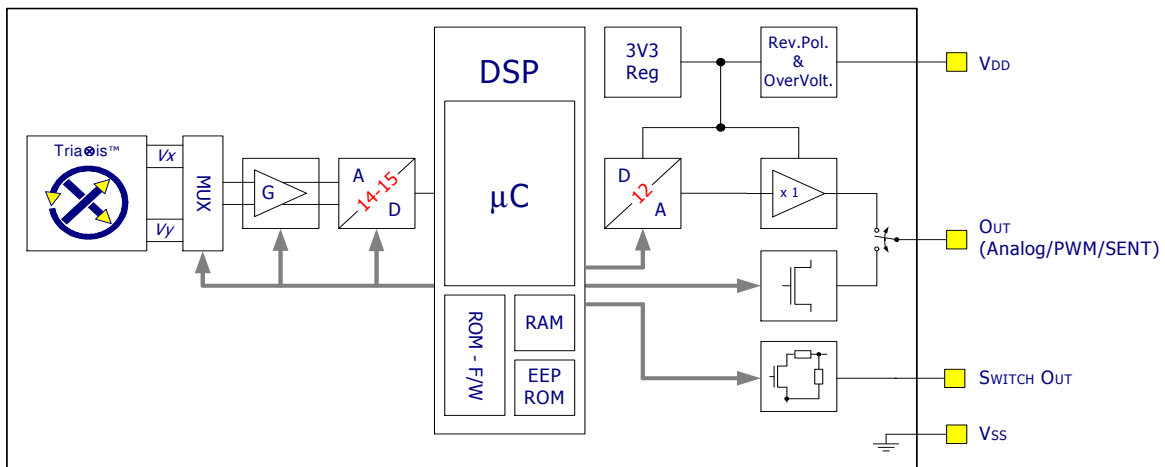 Tria⊗is™
Vx
Vy
MUX
G
A
14-15
D
DSP
µC
ROM - F/W
RAM
EEP
ROM
3V3
Reg
Rev.Pol.
&
OverVolt.
D
12
A
x 1
VDD
OUT
(Analog/PWM/SENT)
SWITCH OUT
VSS